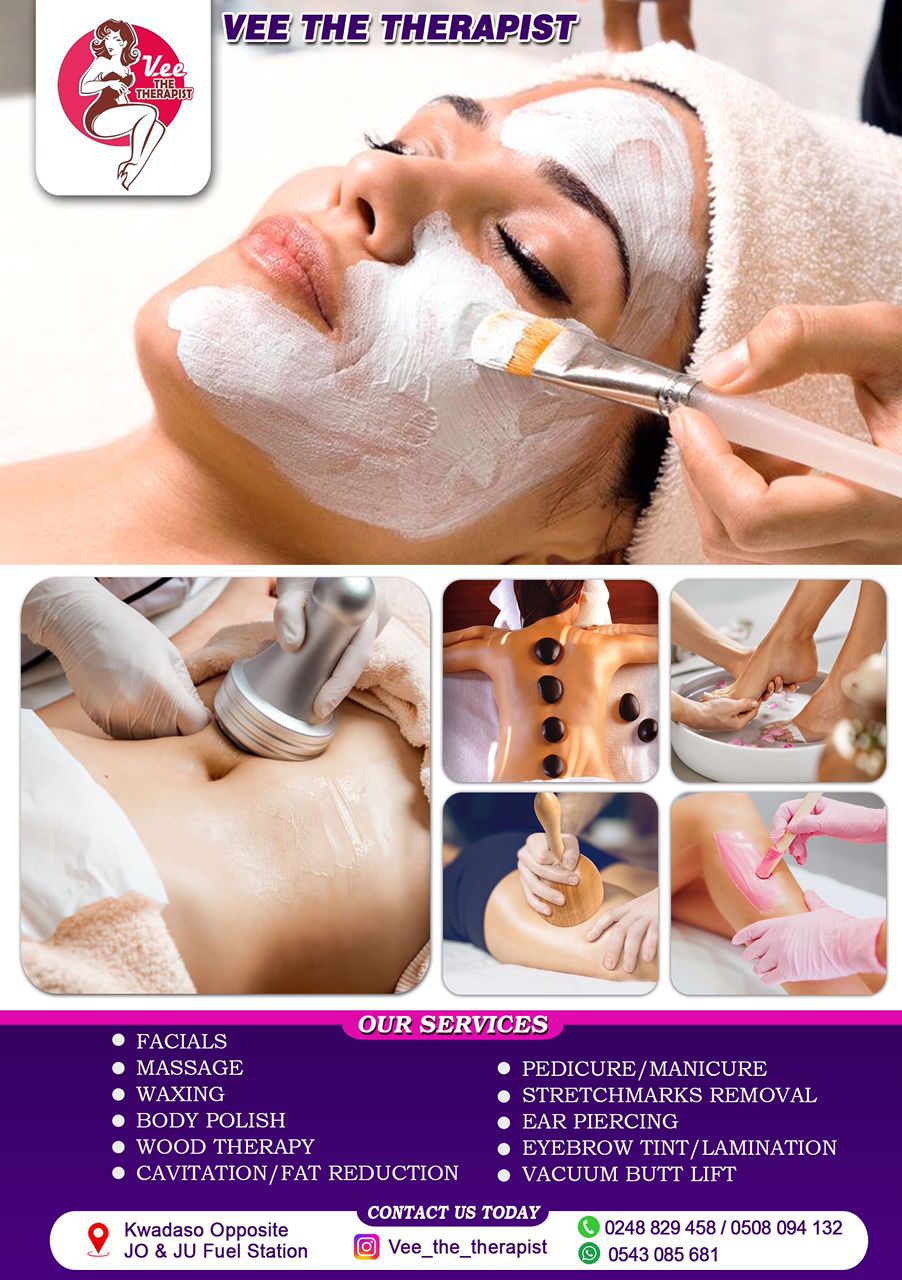 VEE THE THERAPIST
Vee
THE
THERAPIST
OUR SERVICES
FACIALS
MASSAGE
WAXING
BODY POLISH
WOOD THERAPY
CAVITATION/FAT REDUCTION
PEDICURE/MANICURE
STRETCHMARKS REMOVAL
EAR PIERCING
EYEBROW TINT/LAMINATION
VACUUM BUTT LIFT
CONTACT US TODAY
Kwadaso Opposite
JO & JU Fuel Station
Vee_the_therapist
0248 829 458 / 0508 094 132
0543 085 681